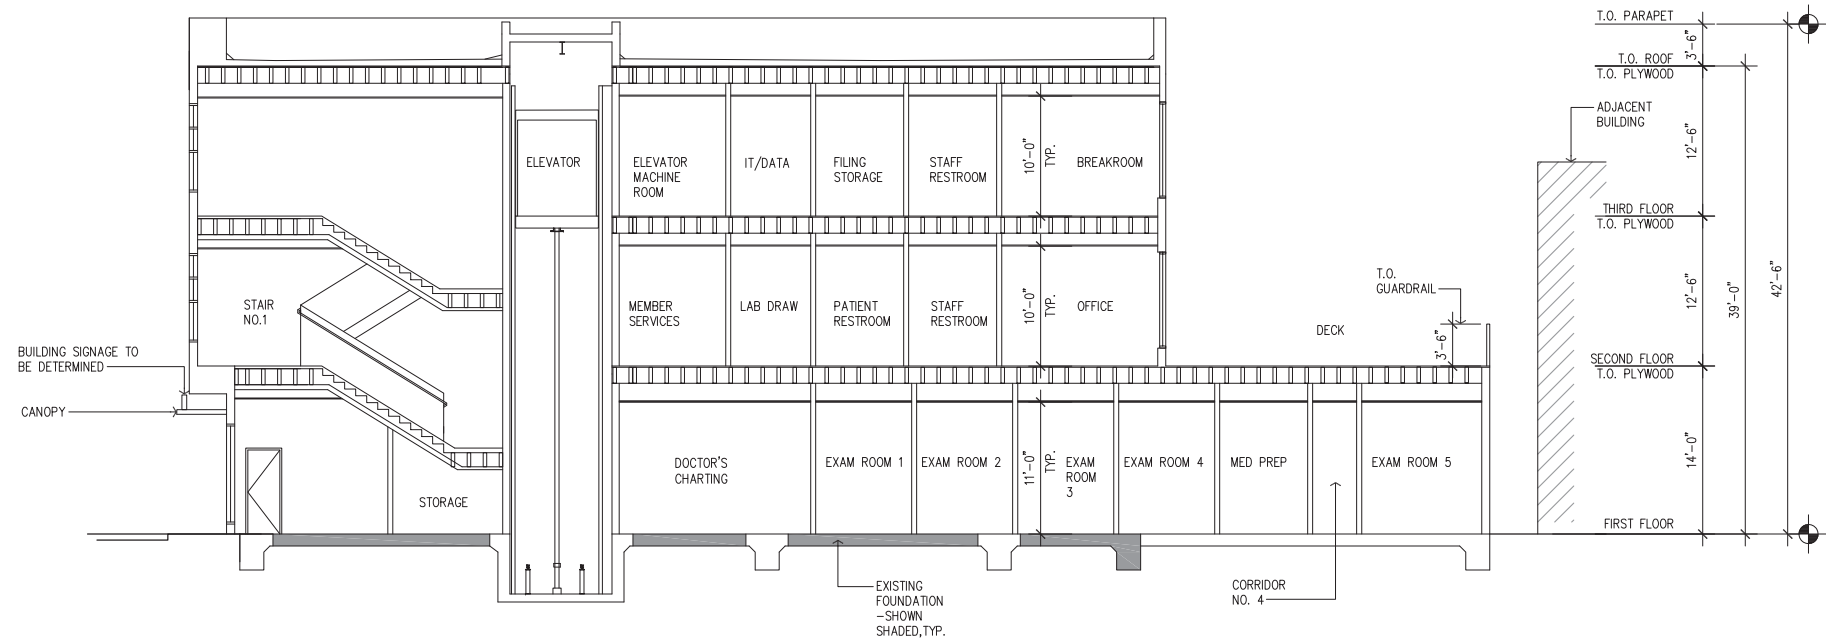 T.O. PARAPET
3'-6"
T.O. ROOF
T.O. PLYWOOD
ADJACENT
BUILDING
12'-6"
ELEVATOR
ELEVATOR
MACHINE
ROOM
IT/DATA
FILING
STORAGE
STAFF
RESTROOM
10'-0"
TYP.
BREAKROOM
THIRD FLOOR
T.O. PLYWOOD
STAIR
NO.1
MEMBER
SERVICES
LAB DRAW
PATIENT
RESTROOM
STAFF
RESTROOM
10'-0"
TYP.
OFFICE
DECK
T.O.
GUARDRAIL
3'-6"
12'-6"
39'-0"
42'-6"
BUILDING SIGNAGE TO
BE DETERMINED
SECOND FLOOR
T.O. PLYWOOD
CANOPY
STORAGE
DOCTOR'S
CHARTING
EXAM ROOM 1
EXAM ROOM 2
11'-0"
TYP.
EXAM
ROOM
3
EXAM ROOM 4
MED PREP
EXAM ROOM 5
14'-0"
FIRST FLOOR
EXISTING
FOUNDATION
-SHOWN
SHADED,TYP.
CORRIDOR
NO. 4